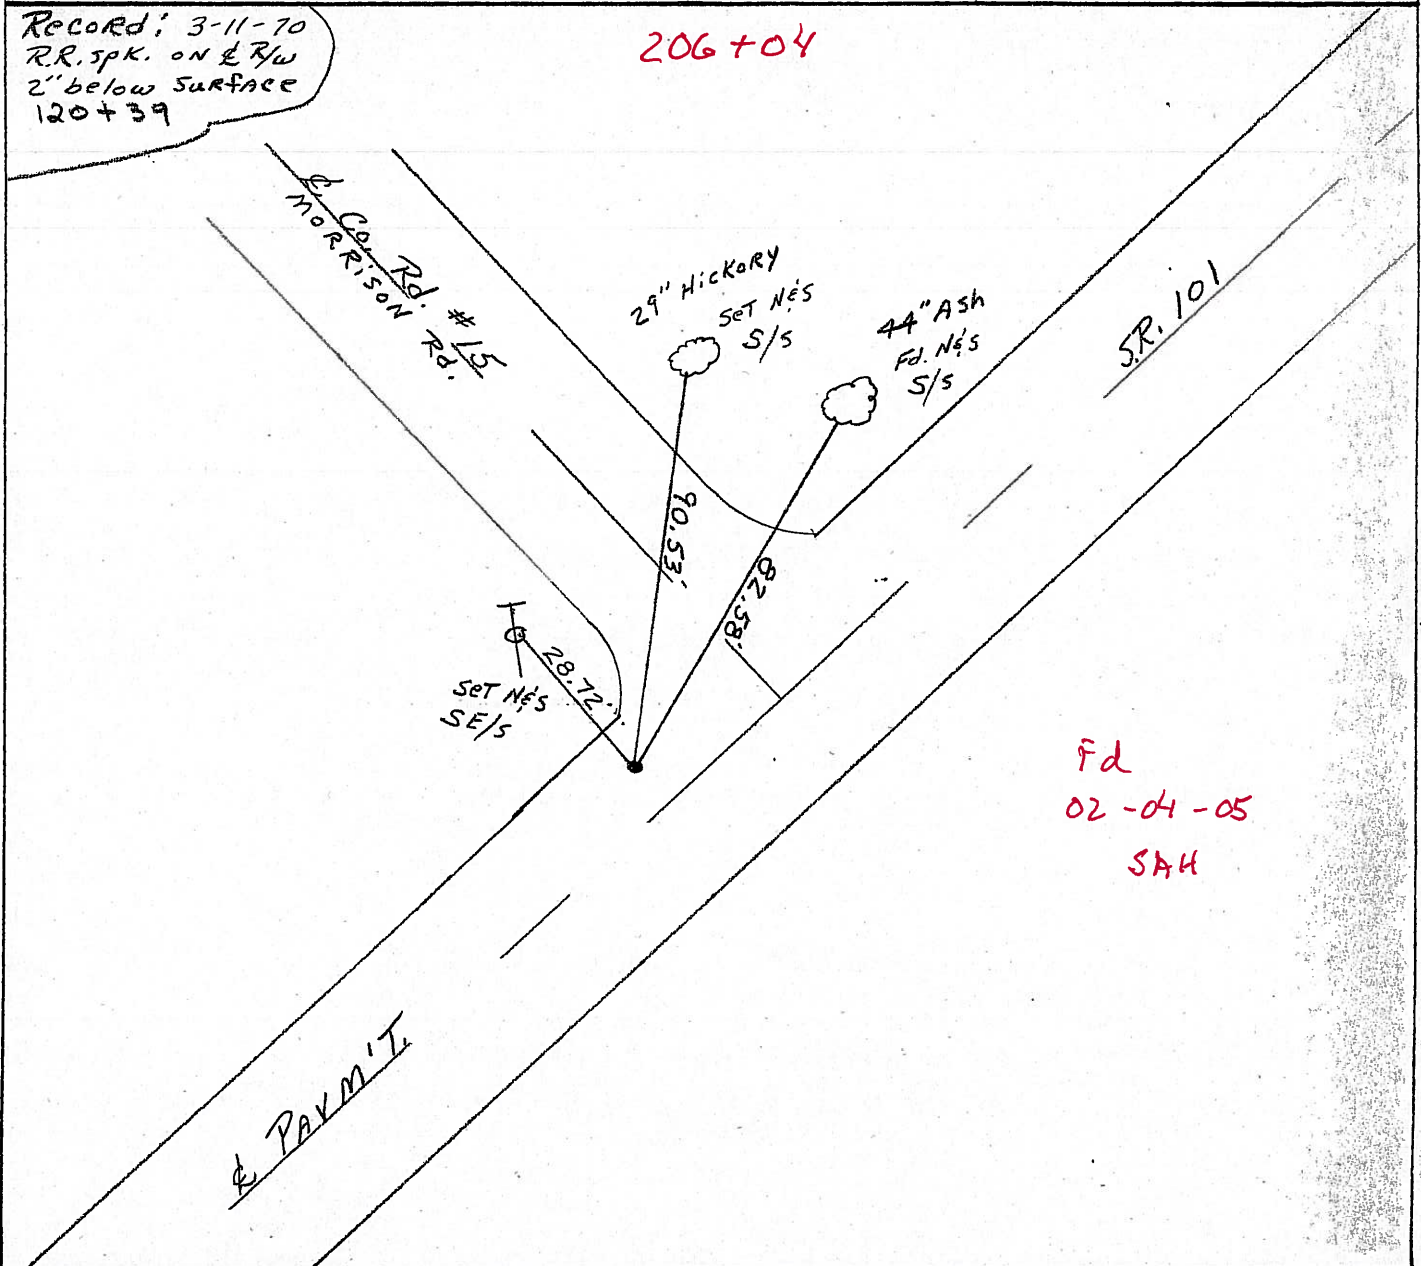 Record: 3-11-70
R.R. spk. on ℄ R/W
2" below surface
120+39
206+04
℄ Co. Rd. #15
Morrison Rd.
29" Hickory
Set N&S
S/S
44" Ash
Fd. N&S
S/S
S.R. 101
90.53'
82.58'
28.72'
Set N&S
SE/S
Fd
02-04-05
SAH
℄ Pavm't.